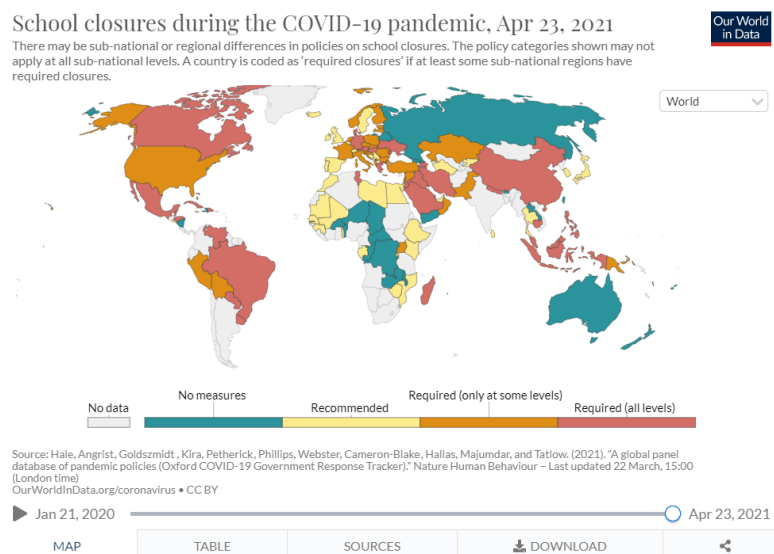 School closures during the COVID-19 pandemic, Apr 23, 2021
Our World
in Data
There may be sub-national or regional differences in policies on school closures. The policy categories shown may not
apply at all sub-national levels. A country is coded as 'required closures' if at least some sub-national regions have
required closures.
World
No data
No measures
Recommended
Required (only at some levels)
Required (all levels)
Source: Hale, Angrist, Goldszmidt , Kira, Petherick, Phillips, Webster, Cameron-Blake, Hallas, Majumdar, and Tatlow. (2021). "A global panel
database of pandemic policies (Oxford COVID-19 Government Response Tracker)." Nature Human Behaviour – Last updated 22 March, 15:00
(London time)
OurWorldInData.org/coronavirus • CC BY
Jan 21, 2020
Apr 23, 2021
MAP
TABLE
SOURCES
DOWNLOAD